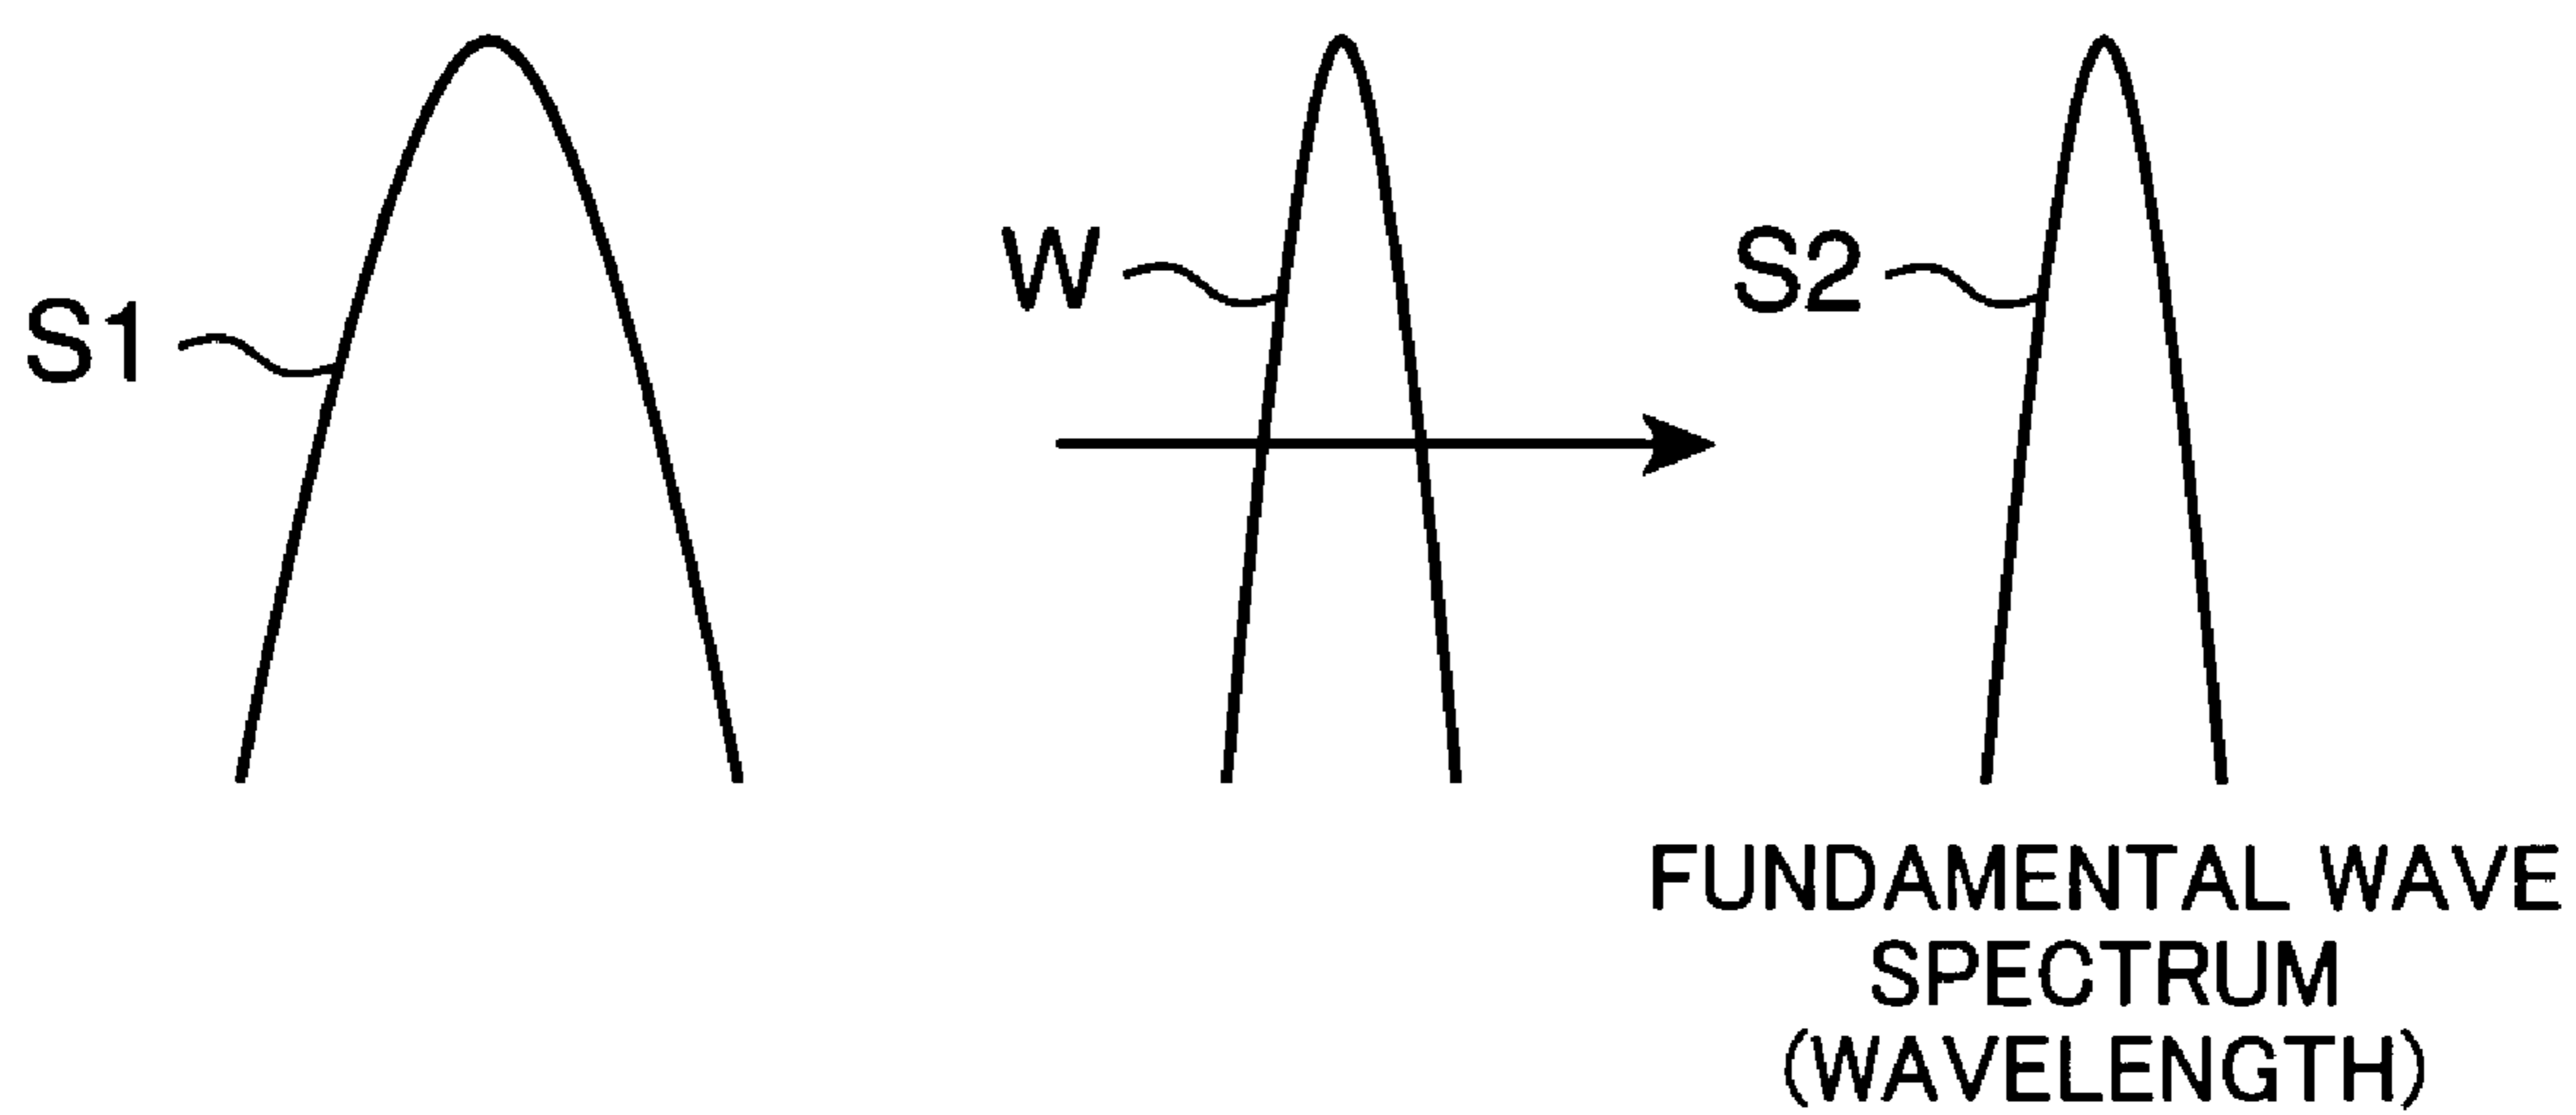 S1
W
S2
FUNDAMENTAL WAVE
SPECTRUM
(WAVELENGTH)